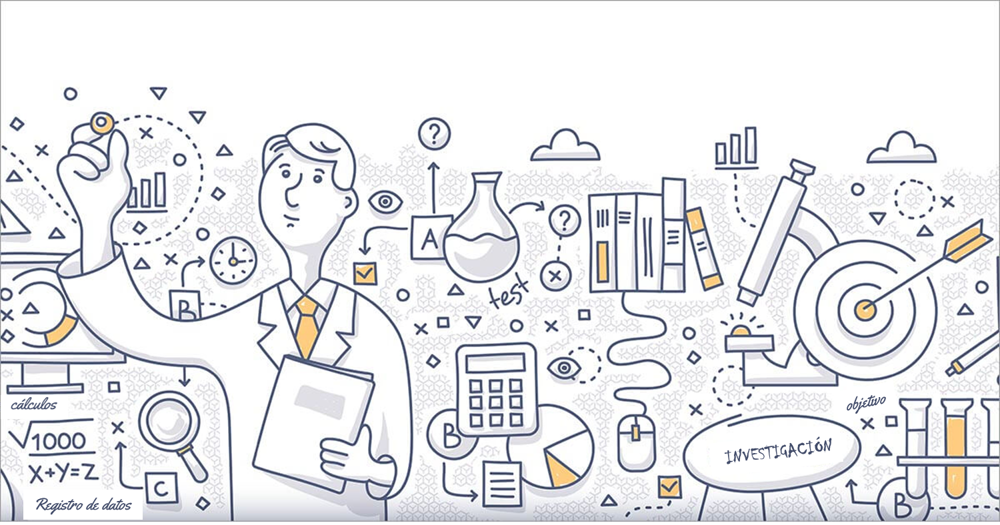 ?
A
?
B
test
cálculos
√1000
X+Y=Z
C
Registro de datos
B
objetivo
INVESTIGACIÓN
B